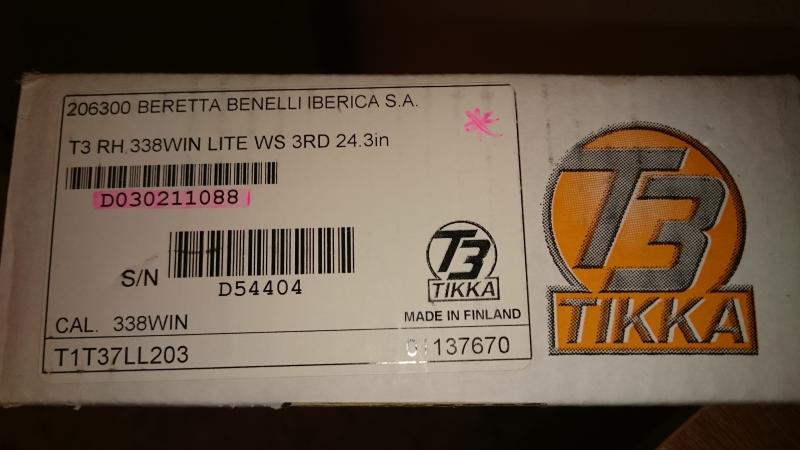 206300 BERETTA BENELLI IBERICA S.A.
T3 RH 338WIN LITE WS 3RD 24.3in
D030211088
S/N
D54404
T3
TIKKA
MADE IN FINLAND
CAL. 338WIN
T1T37LL203
137670
T3
TIKKA